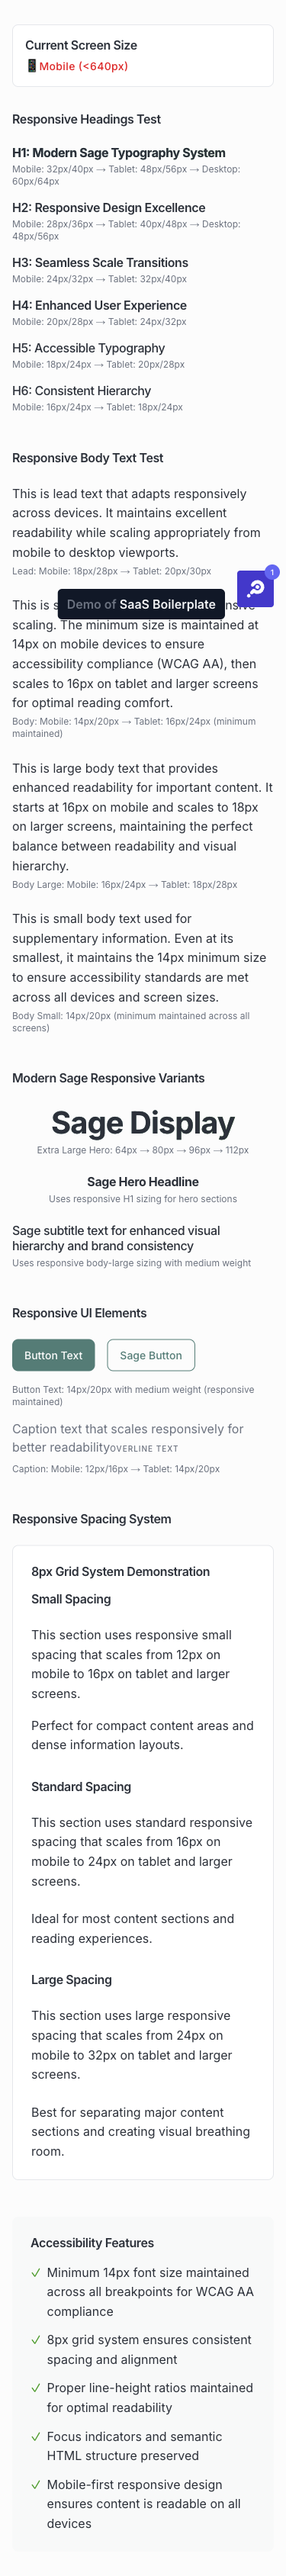 Current Screen Size
Mobile (<640px)
Responsive Headings Test
H1: Modern Sage Typography System
Mobile: 32px/40px → Tablet: 48px/56px → Desktop:
60px/64px
H2: Responsive Design Excellence
Mobile: 28px/36px → Tablet: 40px/48px → Desktop:
48px/56px
H3: Seamless Scale Transitions
Mobile: 24px/32px → Tablet: 32px/40px
H4: Enhanced User Experience
Mobile: 20px/28px → Tablet: 24px/32px
H5: Accessible Typography
Mobile: 18px/24px → Tablet: 20px/28px
H6: Consistent Hierarchy
Mobile: 16px/24px → Tablet: 18px/24px
Responsive Body Text Test
This is lead text that adapts responsively
across devices. It maintains excellent
readability while scaling appropriately from
mobile to desktop viewports.
Lead: Mobile: 18px/28px → Tablet: 20px/30px
1
This is
Demo of SaaS Boilerplate
scaling. The minimum size is maintained at
14px on mobile devices to ensure
accessibility compliance (WCAG AA), then
scales to 16px on tablet and larger screens
for optimal reading comfort.
Body: Mobile: 14px/20px → Tablet: 16px/24px (minimum
maintained)
This is large body text that provides
enhanced readability for important content. It
starts at 16px on mobile and scales to 18px
on larger screens, maintaining the perfect
balance between readability and visual
hierarchy.
Body Large: Mobile: 16px/24px → Tablet: 18px/28px
This is small body text used for
supplementary information. Even at its
smallest, it maintains the 14px minimum size
to ensure accessibility standards are met
across all devices and screen sizes.
Body Small: 14px/20px (minimum maintained across all
screens)
Modern Sage Responsive Variants
Sage Display
Extra Large Hero: 64px → 80px → 96px → 112px
Sage Hero Headline
Uses responsive H1 sizing for hero sections
Sage subtitle text for enhanced visual
hierarchy and brand consistency
Uses responsive body-large sizing with medium weight
Responsive UI Elements
Button Text Sage Button
Button Text: 14px/20px with medium weight (responsive
maintained)
Caption text that scales responsively for
better readability OVERLINE TEXT
Caption: Mobile: 12px/16px → Tablet: 14px/20px
Responsive Spacing System
8px Grid System Demonstration
Small Spacing
This section uses responsive small
spacing that scales from 12px on
mobile to 16px on tablet and larger
screens.
Perfect for compact content areas and
dense information layouts.
Standard Spacing
This section uses standard responsive
spacing that scales from 16px on
mobile to 24px on tablet and larger
screens.
Ideal for most content sections and
reading experiences.
Large Spacing
This section uses large responsive
spacing that scales from 24px on
mobile to 32px on tablet and larger
screens.
Best for separating major content
sections and creating visual breathing
room.
Accessibility Features
✓ Minimum 14px font size maintained
across all breakpoints for WCAG AA
compliance
✓ 8px grid system ensures consistent
spacing and alignment
✓ Proper line-height ratios maintained
for optimal readability
✓ Focus indicators and semantic
HTML structure preserved
✓ Mobile-first responsive design
ensures content is readable on all
devices